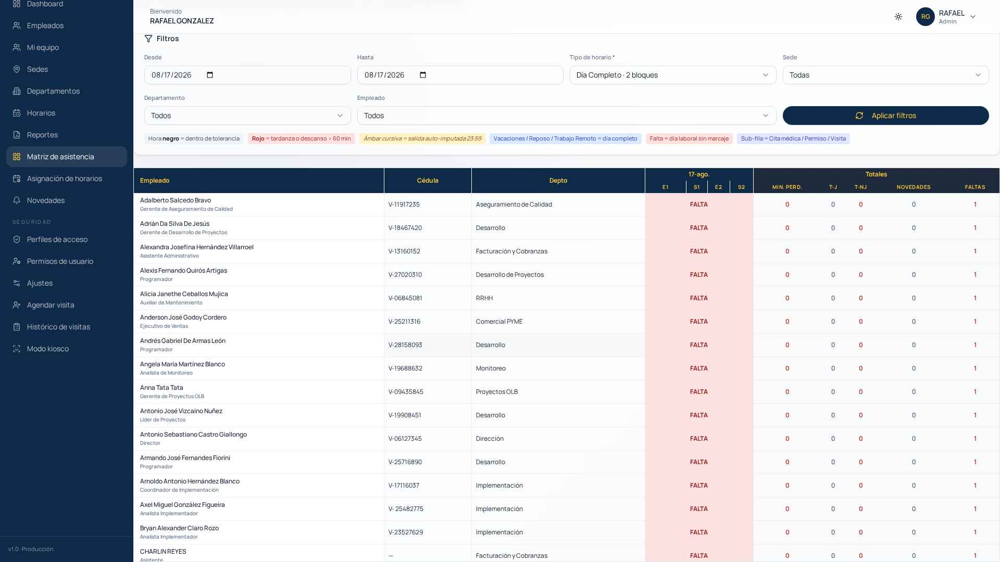 Dashboard
Empleados
Mi equipo
Sedes
Departamentos
Horarios
Reportes
Matriz de asistencia
Asignación de horarios
Novedades
SEGURIDAD
Perfiles de acceso
Permisos de usuario
Ajustes
Agendar visita
Histórico de visitas
Modo kiosco
v1.0 · Producción
Bienvenido
RAFAEL GONZALEZ
RG
RAFAEL
Admin
Filtros
Desde
Hasta
Tipo de horario *
Sede
08/17/2026
08/17/2026
Día Completo · 2 bloques
Todas
Departamento
Empleado
Todos
Todos
Aplicar filtros
Hora negro = dentro de tolerancia
Rojo = tardanza o descanso > 60 min
Ámbar cursiva = salida auto-imputada 23:59
Vacaciones / Reposo / Trabajo Remoto = día completo
Falta = día laboral sin marcaje
Sub-fila = Cita médica / Permiso / Visita
Empleado Cédula Depto 17-ago. Totales
E1 S1 E2 S2 MIN. PERD. T-J T-NJ NOVEDADES FALTAS
Adalberto Salcedo Bravo
Gerente de Aseguramiento de Calidad
V-11917235 Aseguramiento de Calidad FALTA 0 0 0 0 1
Adrián Da Silva De Jesús
Gerente de Desarrollo de Proyectos
V-18467420 Desarrollo FALTA 0 0 0 0 1
Alexandra Josefina Hernández Villarroel
Asistente Administrativo
V-13160152 Facturación y Cobranzas FALTA 0 0 0 0 1
Alexis Fernando Quirós Artigas
Programador
V-27020310 Desarrollo de Proyectos FALTA 0 0 0 0 1
Alicia Janethe Ceballos Mujica
Auxiliar de Mantenimiento
V-06845081 RRHH FALTA 0 0 0 0 1
Anderson José Godoy Cordero
Ejecutivo de Ventas
V-25211316 Comercial PYME FALTA 0 0 0 0 1
Andrés Gabriel De Armas León
Programador
V-28158093 Desarrollo FALTA 0 0 0 0 1
Angela María Martínez Blanco
Analista de Monitoreo
V-19688632 Monitoreo FALTA 0 0 0 0 1
Anna Tata Tata
Gerente de Proyectos OLB
V-09435845 Proyectos OLB FALTA 0 0 0 0 1
Antonio José Vizcaíno Nuñez
Líder de Proyectos
V-19908451 Desarrollo FALTA 0 0 0 0 1
Antonio Sebastiano Castro Giallongo
Director
V-06127345 Dirección FALTA 0 0 0 0 1
Armando José Fernandes Fiorini
Programador
V-25716890 Desarrollo FALTA 0 0 0 0 1
Arnoldo Antonio Hernández Blanco
Coordinador de Implementación
V-17116037 Implementación FALTA 0 0 0 0 1
Axel Miguel González Figueira
Analista Implementador
V- 25482775 Implementación FALTA 0 0 0 0 1
Bryan Alexander Claro Rozo
Analista Implementador
V-23527629 Implementación FALTA 0 0 0 0 1
CHARLIN REYES
Asistente
— Facturación y Cobranzas FALTA 0 0 0 0 1